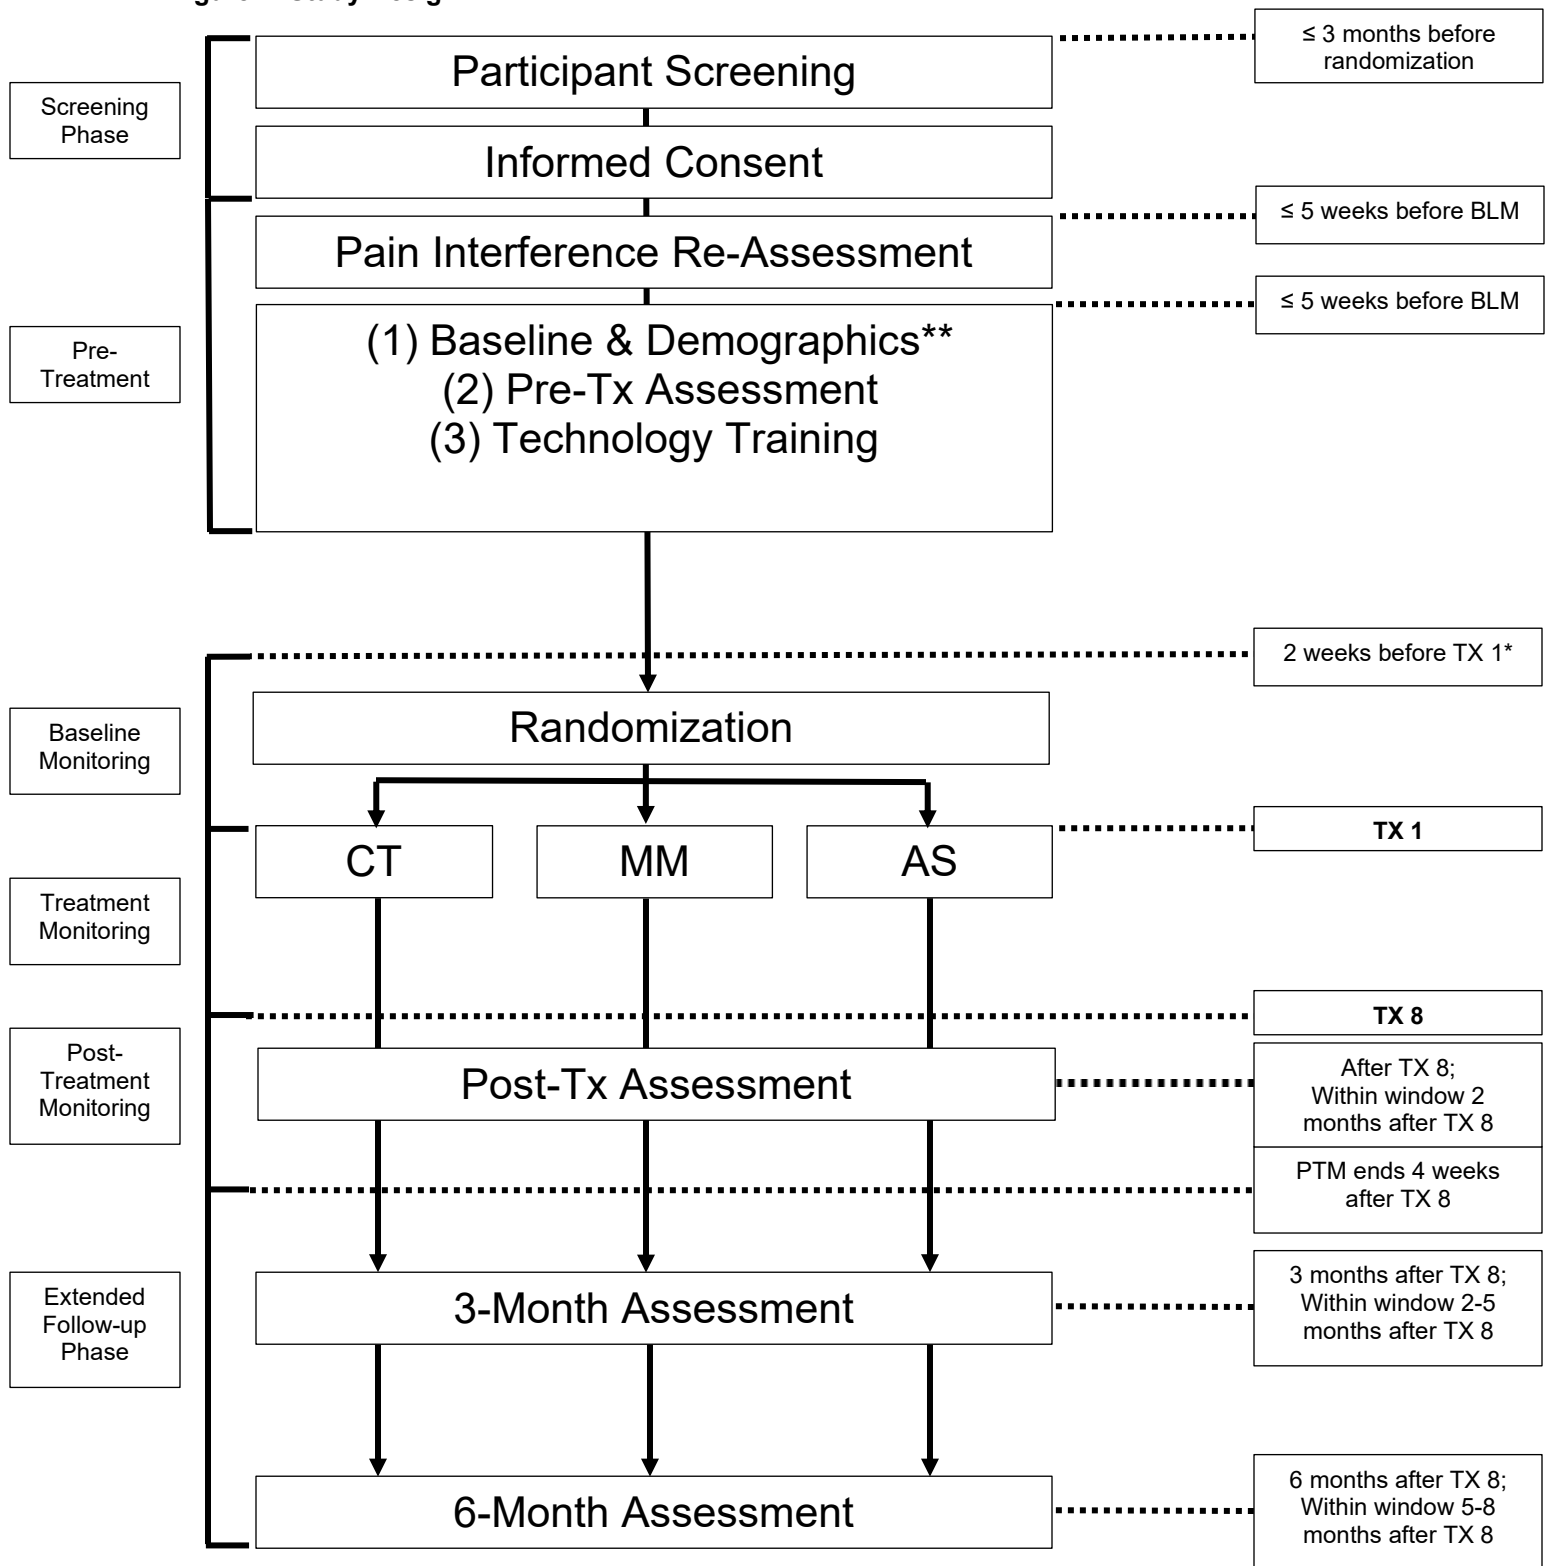 ≤ 3 months before
randomization
Participant Screening
Screening
Phase
Informed Consent
≤ 5 weeks before BLM
Pain Interference Re-Assessment
≤ 5 weeks before BLM
Pre-
Treatment
(1) Baseline & Demographics**
(2) Pre-Tx Assessment
(3) Technology Training
2 weeks before TX 1*
Baseline
Monitoring
Randomization
TX 1
CT
MM
AS
Treatment
Monitoring
TX 8
Post-
Treatment
Monitoring
Post-Tx Assessment
After TX 8;
Within window 2
months after TX 8
PTM ends 4 weeks
after TX 8
Extended
Follow-up
Phase
3-Month Assessment
3 months after TX 8;
Within window 2-5
months after TX 8
6-Month Assessment
6 months after TX 8;
Within window 5-8
months after TX 8